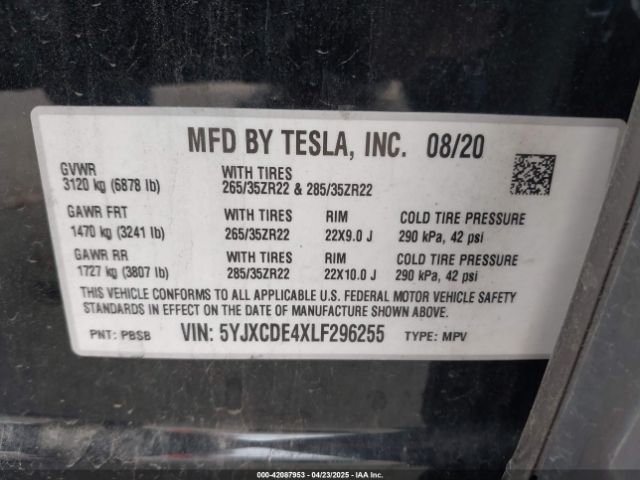 MFD BY TESLA, INC. 08/20
GVWR WITH TIRES
3120 kg (6878 lb) 265/35ZR22 & 285/35ZR22
GAWR FRT WITH TIRES RIM COLD TIRE PRESSURE
1470 kg (3241 lb) 265/35ZR22 22X9.0 J 290 kPa, 42 psi
GAWR RR WITH TIRES RIM COLD TIRE PRESSURE
1727 kg (3807 lb) 285/35ZR22 22X10.0 J 290 kPa, 42 psi
THIS VEHICLE CONFORMS TO ALL APPLICABLE U.S. FEDERAL MOTOR VEHICLE SAFETY
STANDARDS IN EFFECT ON THE DATE OF MANUFACTURE SHOWN ABOVE.
PNT: PBSB VIN: 5YJXCDE4XLF296255 TYPE: MPV
000-42087953 - 04/23/2025 - IAA Inc.